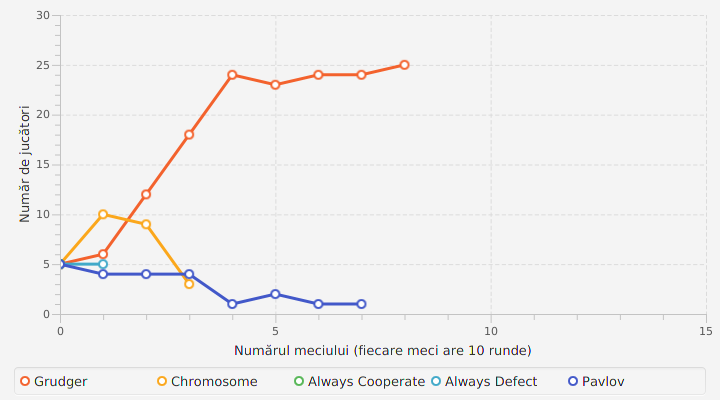 30
25
20
15
10
5
0
Număr de jucători
0 5 10 15
Numărul meciului (fiecare meci are 10 runde)
Grudger Chromosome Always Cooperate Always Defect Pavlov